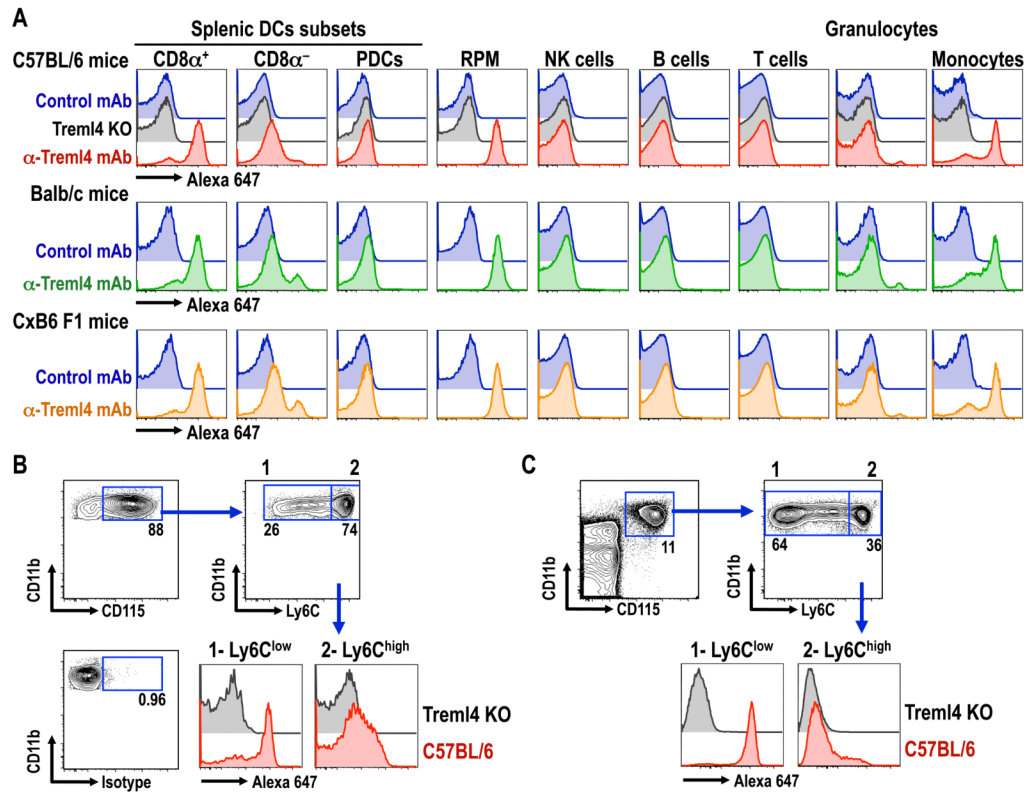 A
Splenic DCs subsets
Granulocytes
C57BL/6 mice
CD8α⁺
CD8α⁻
PDCs
RPM
NK cells
B cells
T cells
Monocytes
Control mAb
Treml4 KO
α-Treml4 mAb
Alexa 647
Balb/c mice
Control mAb
α-Treml4 mAb
Alexa 647
CxB6 F1 mice
Control mAb
α-Treml4 mAb
Alexa 647
B
1
2
88
26
74
CD11b
CD115
CD11b
Ly6C
1- Ly6Cˡᵒʷ
2- Ly6Cʰⁱᵍʰ
0.96
CD11b
Isotype
Treml4 KO
C57BL/6
Alexa 647
C
1
2
11
64
36
CD11b
CD115
CD11b
Ly6C
1- Ly6Cˡᵒʷ
2- Ly6Cʰⁱᵍʰ
Treml4 KO
C57BL/6
Alexa 647